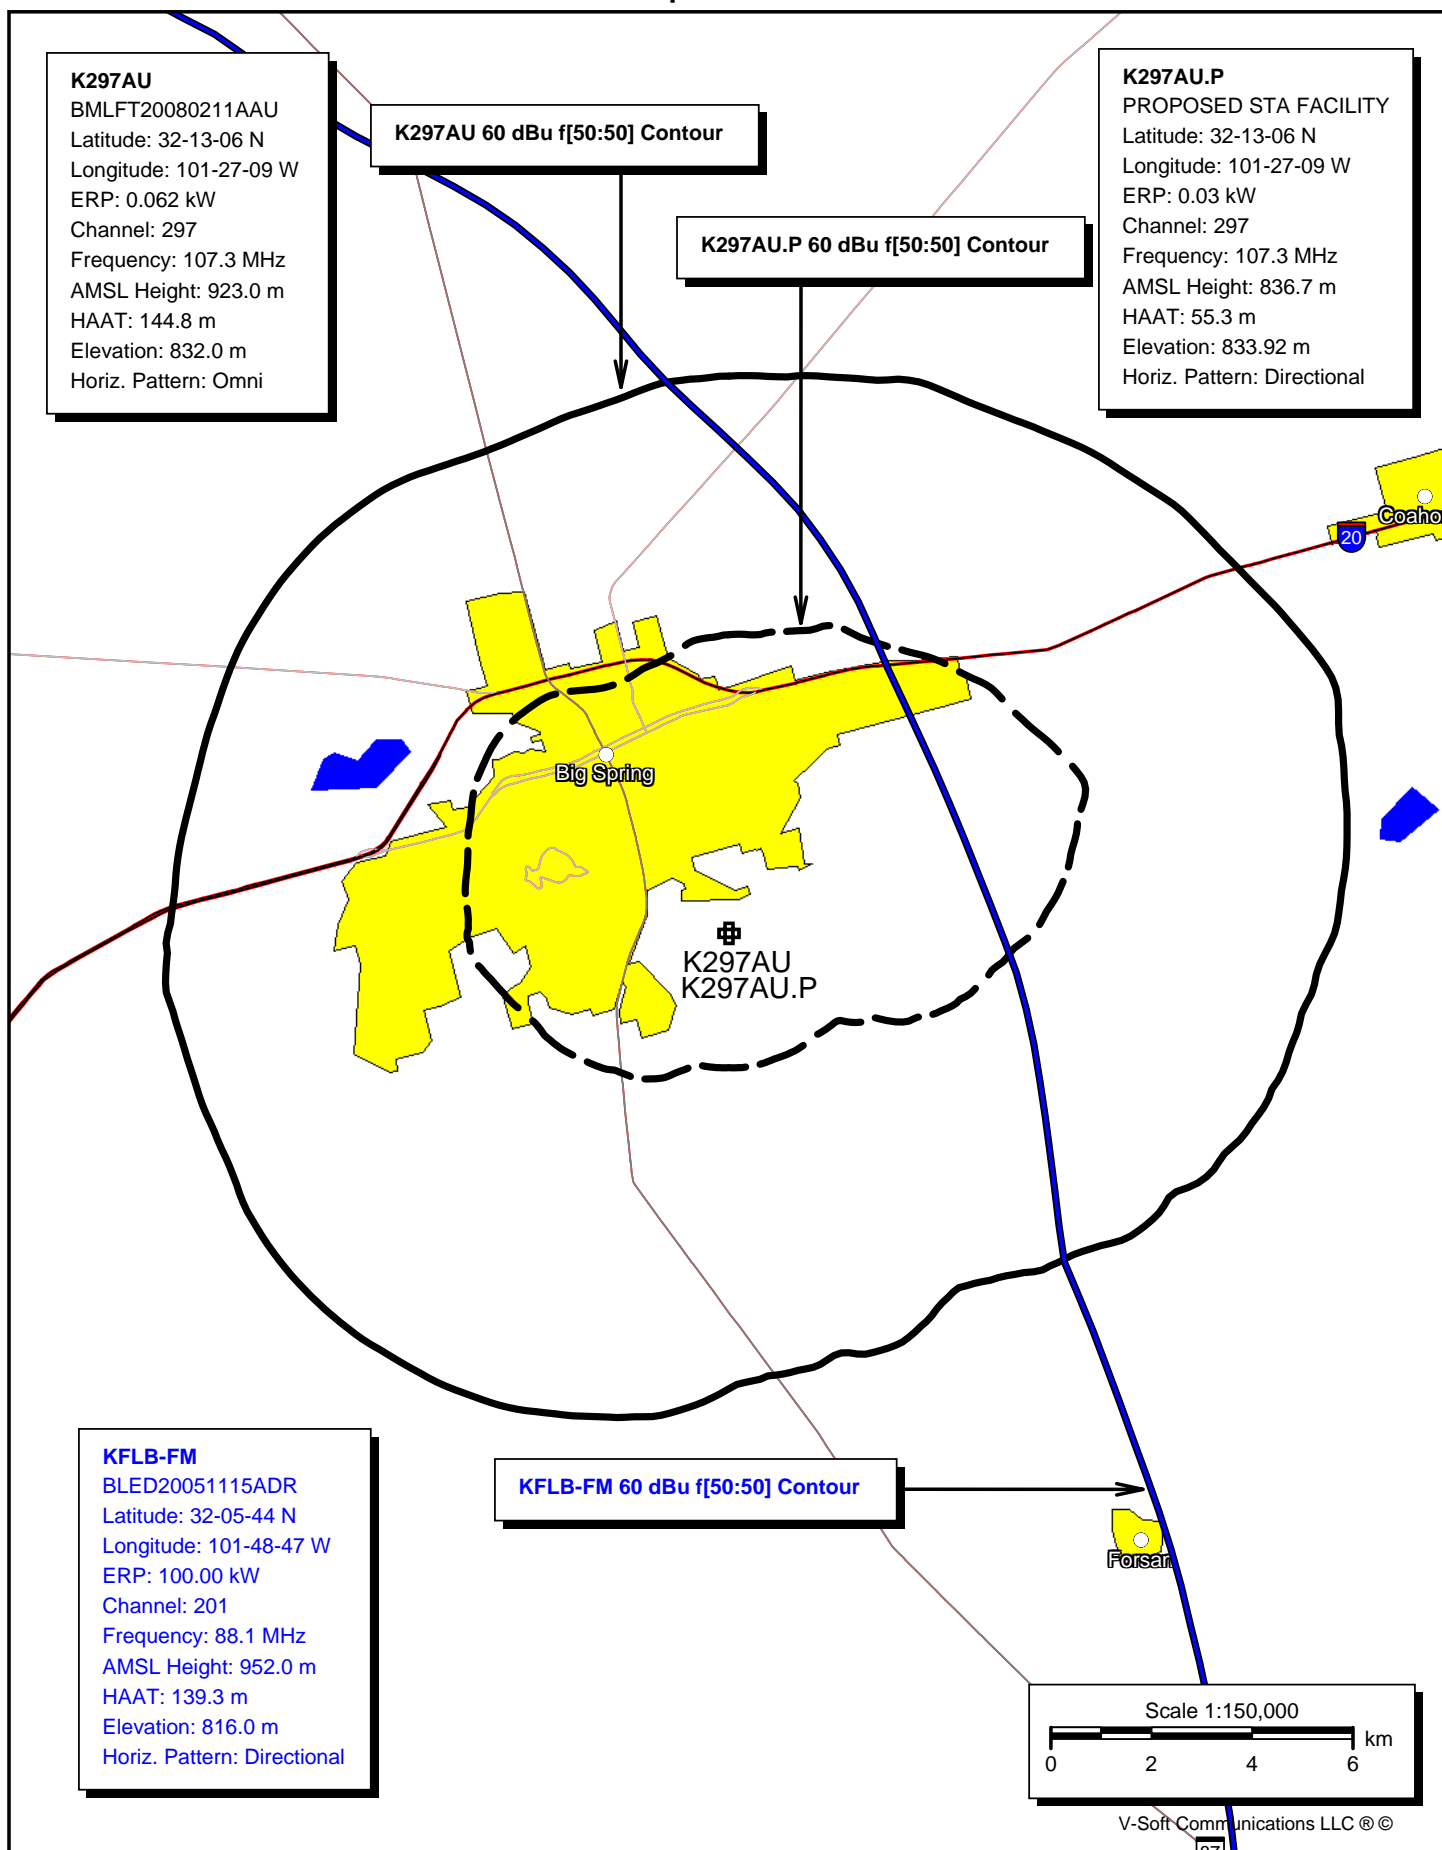 K297AU
BMLFT20080211AAU
Latitude: 32-13-06 N
Longitude: 101-27-09 W
ERP: 0.062 kW
Channel: 297
Frequency: 107.3 MHz
AMSL Height: 923.0 m
HAAT: 144.8 m
Elevation: 832.0 m
Horiz. Pattern: Omni
K297AU 60 dBu f[50:50] Contour
K297AU.P 60 dBu f[50:50] Contour
K297AU.P
PROPOSED STA FACILITY
Latitude: 32-13-06 N
Longitude: 101-27-09 W
ERP: 0.03 kW
Channel: 297
Frequency: 107.3 MHz
AMSL Height: 836.7 m
HAAT: 55.3 m
Elevation: 833.92 m
Horiz. Pattern: Directional
20
Big Spring
K297AU
K297AU.P
KFLB-FM
BLED20051115ADR
Latitude: 32-05-44 N
Longitude: 101-48-47 W
ERP: 100.00 kW
Channel: 201
Frequency: 88.1 MHz
AMSL Height: 952.0 m
HAAT: 139.3 m
Elevation: 816.0 m
Horiz. Pattern: Directional
KFLB-FM 60 dBu f[50:50] Contour
Forsan
Scale 1:150,000
km
0 2 4 6
V-Soft Communications LLC ® ©